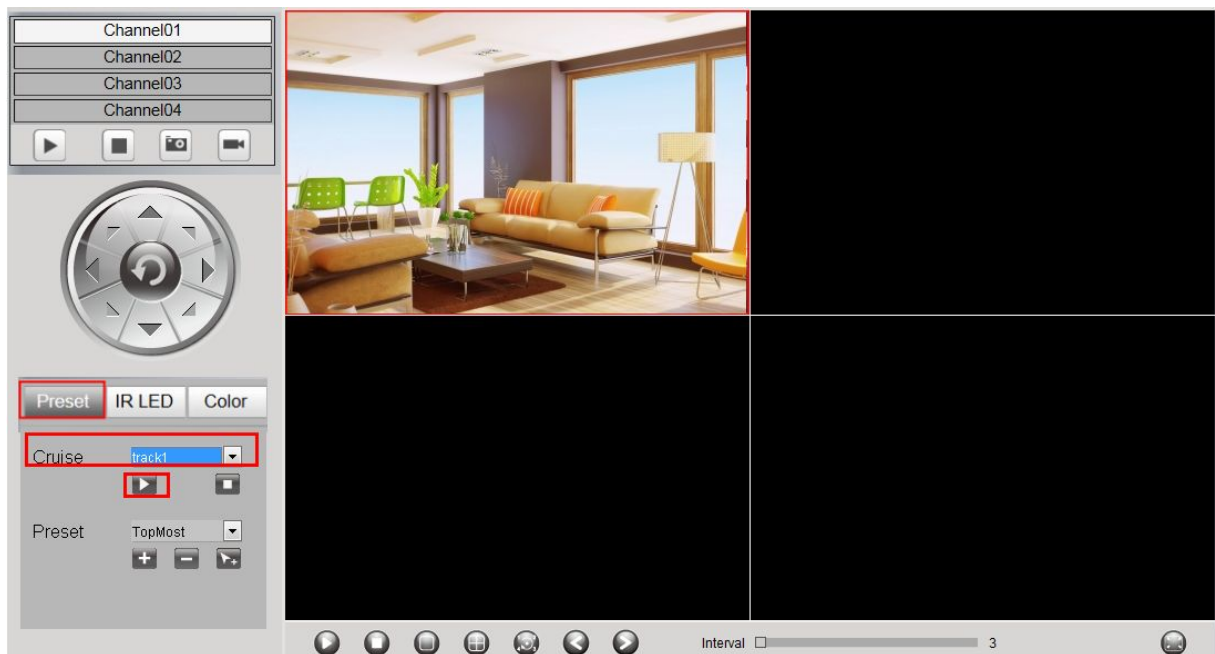 Channel01
Channel02
Channel03
Channel04
Preset IR LED Color
Cruise track1
Preset TopMost
Interval 3